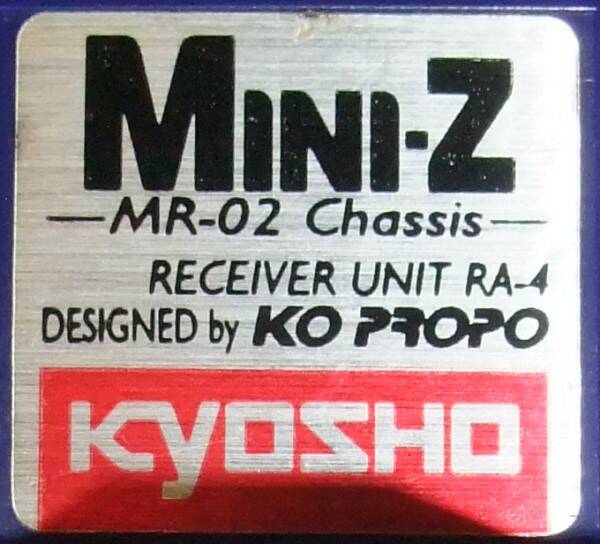 MINI-Z
MR-02 Chassis
RECEIVER UNIT RA-4
DESIGNED by KO PROPO
KYOSHO